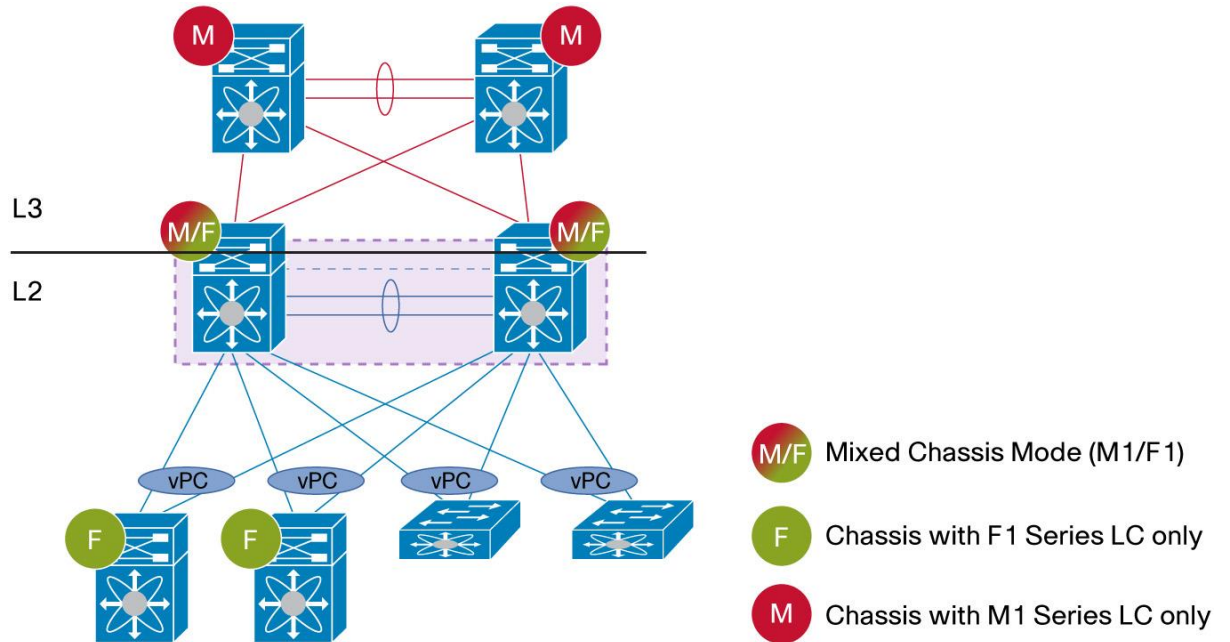 M
M
L3
M/F
M/F
L2
vPC
vPC
vPC
vPC
F
F
M/F Mixed Chassis Mode (M1/F1)
F Chassis with F1 Series LC only
M Chassis with M1 Series LC only